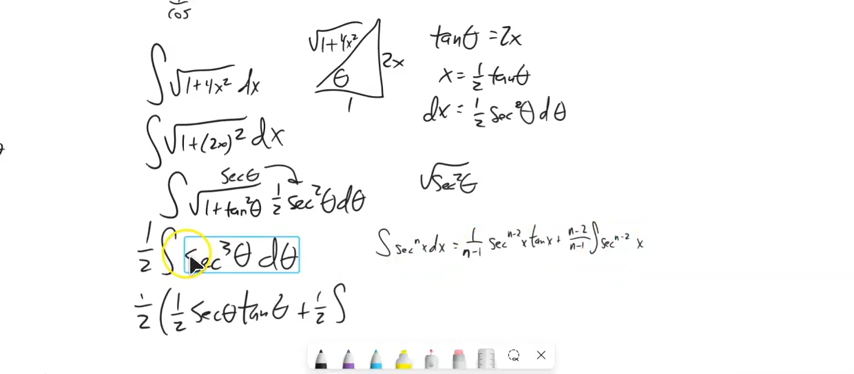 cos
∫√1+4x² dx
√1+4x²
2x
θ
1
tanθ = 2x
x = 1/2 tanθ
dx = 1/2 sec²θ dθ
∫√1+(2x)² dx
secθ
∫√1+tan²θ 1/2 sec²θ dθ
√sec²θ
1/2 ∫ sec³θ dθ
∫ secⁿx dx = 1/n-1 secⁿ⁻²x tanx + n-2/n-1 ∫ secⁿ⁻² x
1/2 (1/2 secθ tanθ + 1/2 ∫